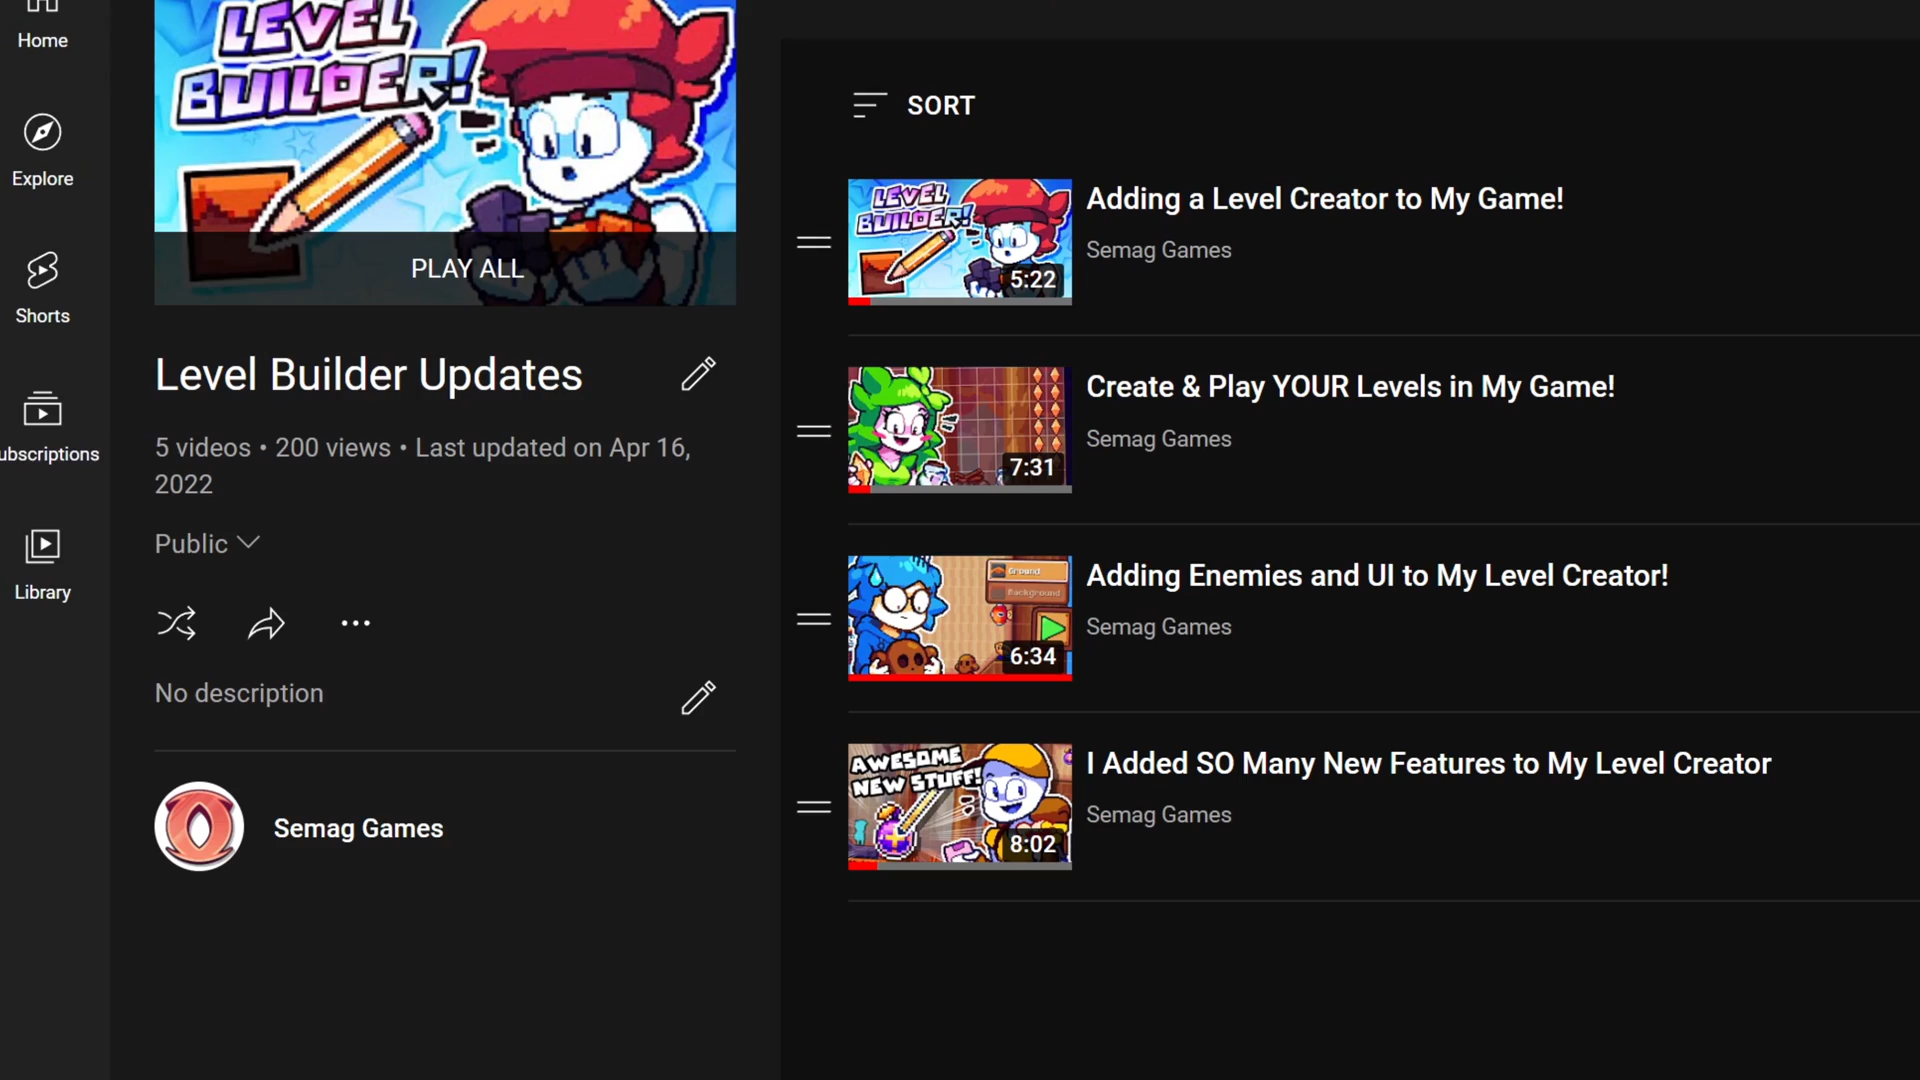 Home
Explore
Shorts
ubscriptions
Library
LEVEL
BUILDER!
PLAY ALL
Level Builder Updates
5 videos • 200 views • Last updated on Apr 16,
2022
Public
No description
Semag Games
SORT
LEVEL
BUILDER!
5:22
Adding a Level Creator to My Game!
Semag Games
7:31
Create & Play YOUR Levels in My Game!
Semag Games
Ground
Background
6:34
Adding Enemies and UI to My Level Creator!
Semag Games
AWESOME
NEW STUFF!
8:02
I Added SO Many New Features to My Level Creator
Semag Games